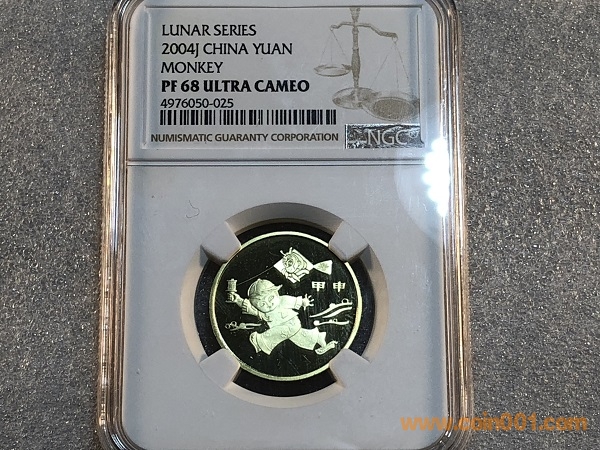 LUNAR SERIES
2004J CHINA YUAN
MONKEY
PF 68 ULTRA CAMEO
4976050-025
NUMISMATIC GUARANTY CORPORATION
NGC
甲申
www.coin001.com